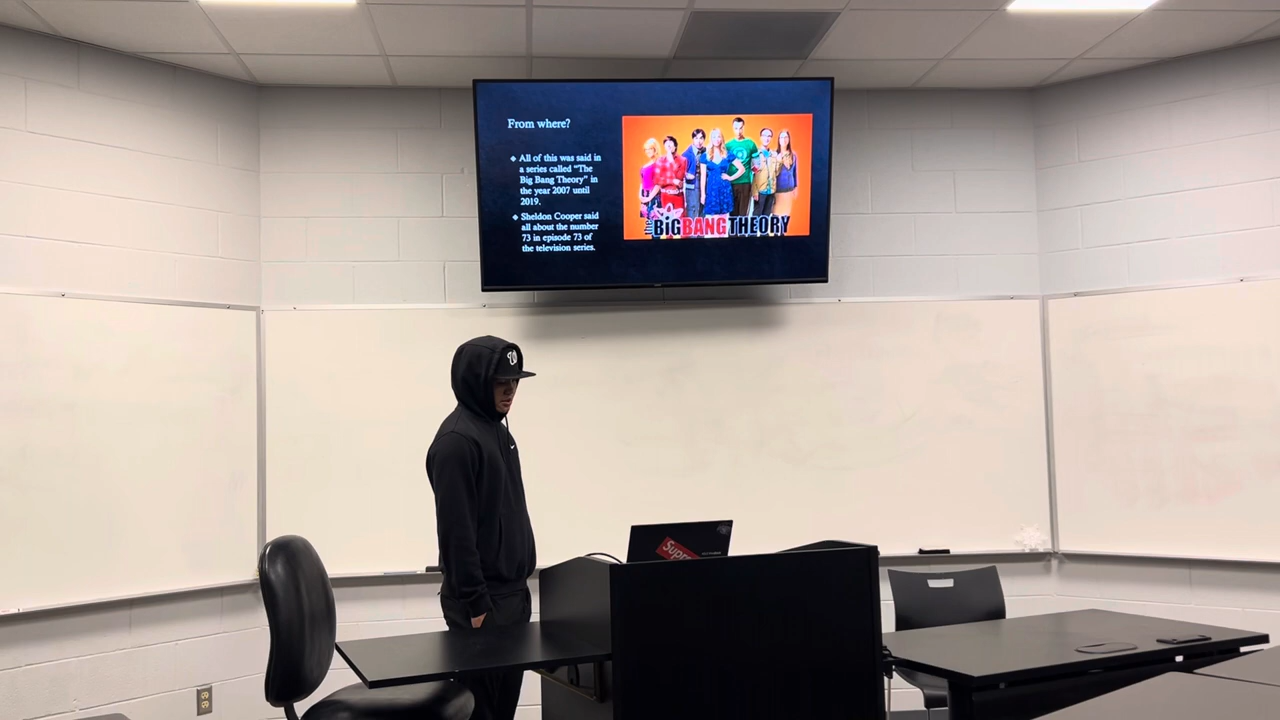 From where?
❖ All of this was said in
a series called “The
Big Bang Theory” in
the year 2007 until
2019.
❖ Sheldon Cooper said
all about the number
73 in episode 73 of
the television series.
the BiG BANG THEORY
W
Supre